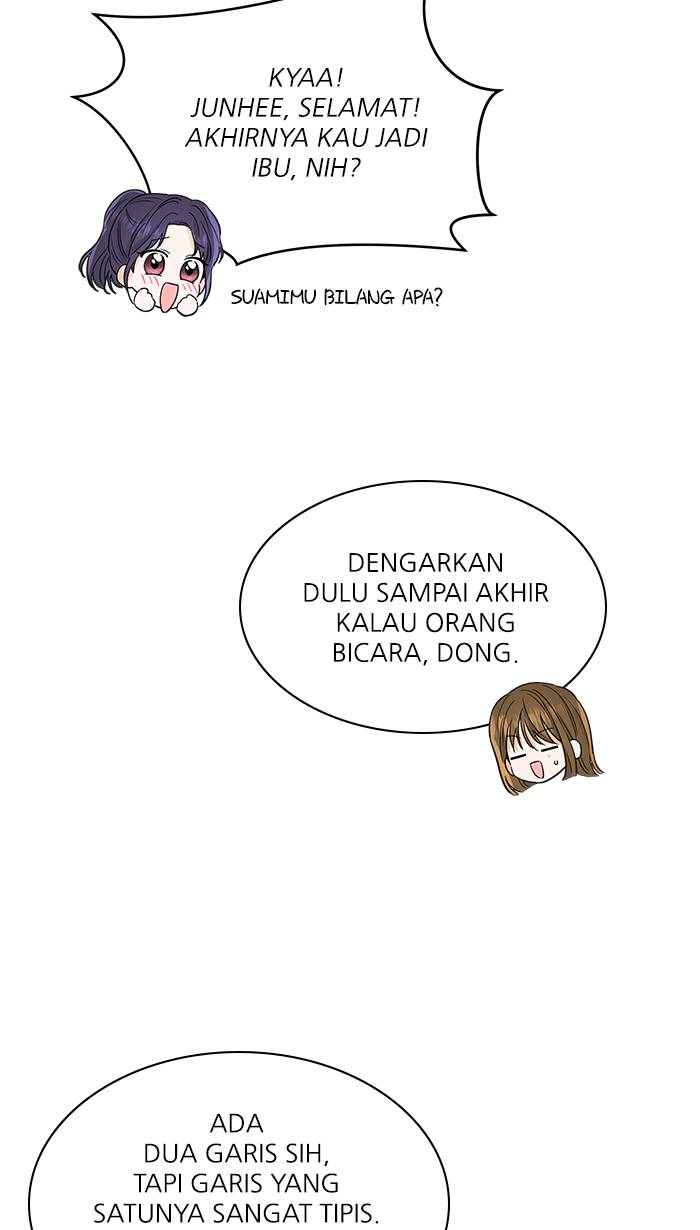 KYAA!
JUNHEE, SELAMAT!
AKHIRNYA KAU JADI
IBU, NIH?
SUAMIMU BILANG APA?
DENGARKAN
DULU SAMPAI AKHIR
KALAU ORANG
BICARA, DONG.
ADA
DUA GARIS SIH,
TAPI GARIS YANG
SATUNYA SANGAT TIPIS.